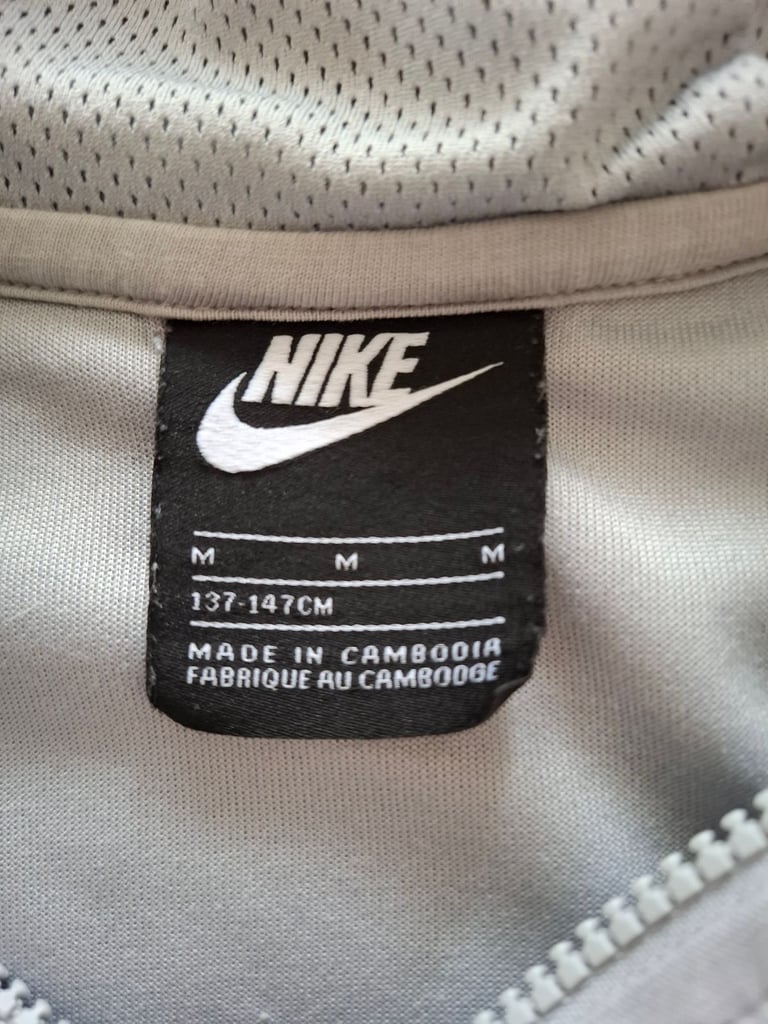 NIKE
M M M
137-147CM
MADE IN CAMBODIA
FABRIQUE AU CAMBODGE